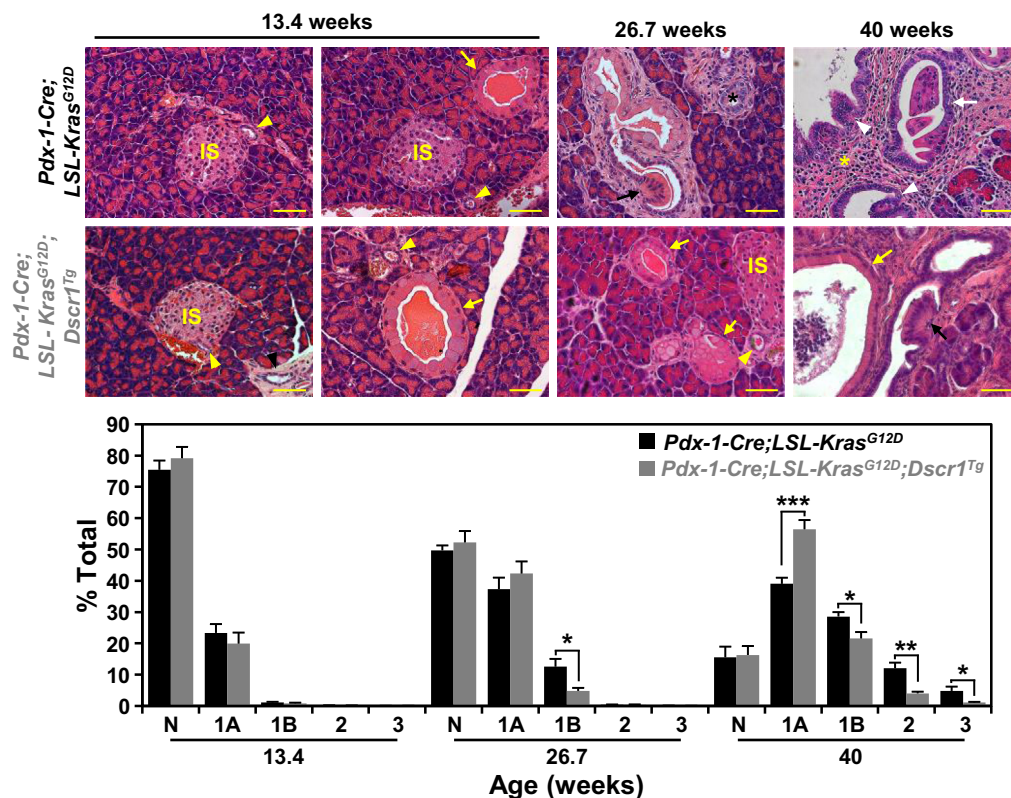 13.4 weeks 26.7 weeks 40 weeks
Pdx-1-Cre;
LSL-Kras^G12D
IS IS * *
Pdx-1-Cre;
LSL- Kras^G12D;
Dscr1^Tg
IS IS
90
80
70
60
50
40
30
20
10
0
% Total
Pdx-1-Cre;LSL-Kras^G12D
Pdx-1-Cre;LSL-Kras^G12D;Dscr1^Tg
* *** * ** *
N 1A 1B 2 3 N 1A 1B 2 3 N 1A 1B 2 3
13.4 26.7 40
Age (weeks)